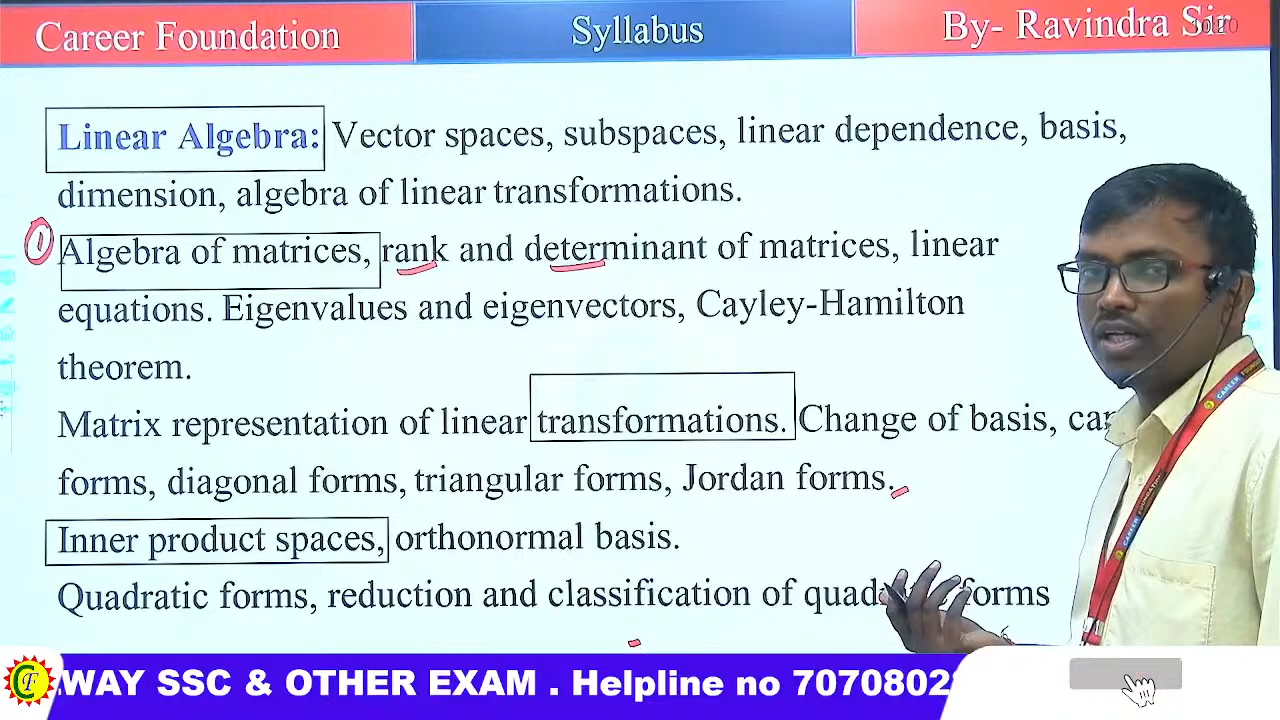 Career Foundation
Syllabus
By- Ravindra Sir
Linear Algebra: Vector spaces, subspaces, linear dependence, basis,
dimension, algebra of linear transformations.
1
Algebra of matrices, rank and determinant of matrices, linear
equations. Eigenvalues and eigenvectors, Cayley-Hamilton
theorem.
Matrix representation of linear transformations. Change of basis,
forms, diagonal forms, triangular forms, Jordan forms.
Inner product spaces, orthonormal basis.
Quadratic forms, reduction and classification of forms
WAY SSC & OTHER EXAM . Helpline no 707080
CF